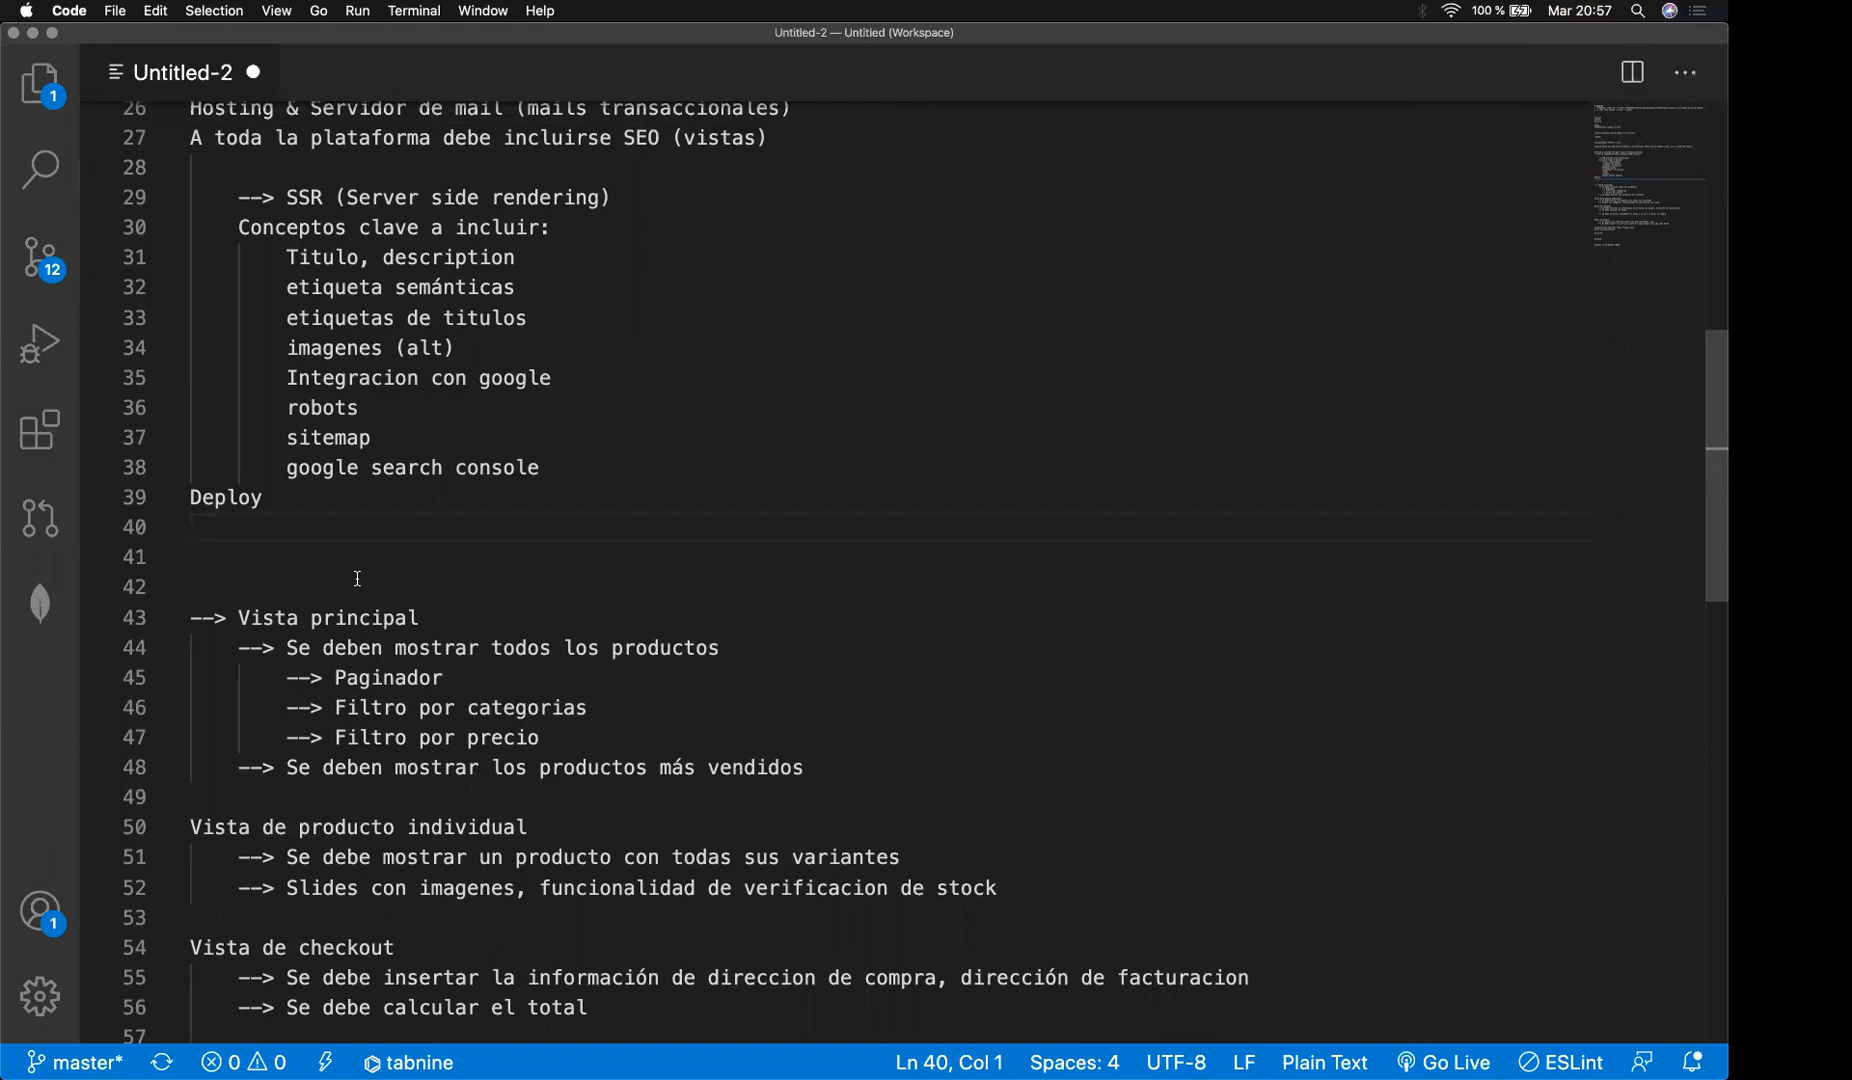 Code File Edit Selection View Go Run Terminal Window Help 100 % Mar 20:57
Untitled-2 — Untitled (Workspace)
Untitled-2
26 Hosting & Servidor de mail (mails transaccionales)
27 A toda la plataforma debe incluirse SEO (vistas)
28
29 --> SSR (Server side rendering)
30 Conceptos clave a incluir:
31 Titulo, description
32 etiqueta semánticas
33 etiquetas de titulos
34 imagenes (alt)
35 Integracion con google
36 robots
37 sitemap
38 google search console
39 Deploy
40
41
42
43 --> Vista principal
44 --> Se deben mostrar todos los productos
45 --> Paginador
46 --> Filtro por categorias
47 --> Filtro por precio
48 --> Se deben mostrar los productos más vendidos
49
50 Vista de producto individual
51 --> Se debe mostrar un producto con todas sus variantes
52 --> Slides con imagenes, funcionalidad de verificacion de stock
53
54 Vista de checkout
55 --> Se debe insertar la información de direccion de compra, dirección de facturacion
56 --> Se debe calcular el total
57
1
12
1
master* 0 0 tabnine Ln 40, Col 1 Spaces: 4 UTF-8 LF Plain Text Go Live ESLint